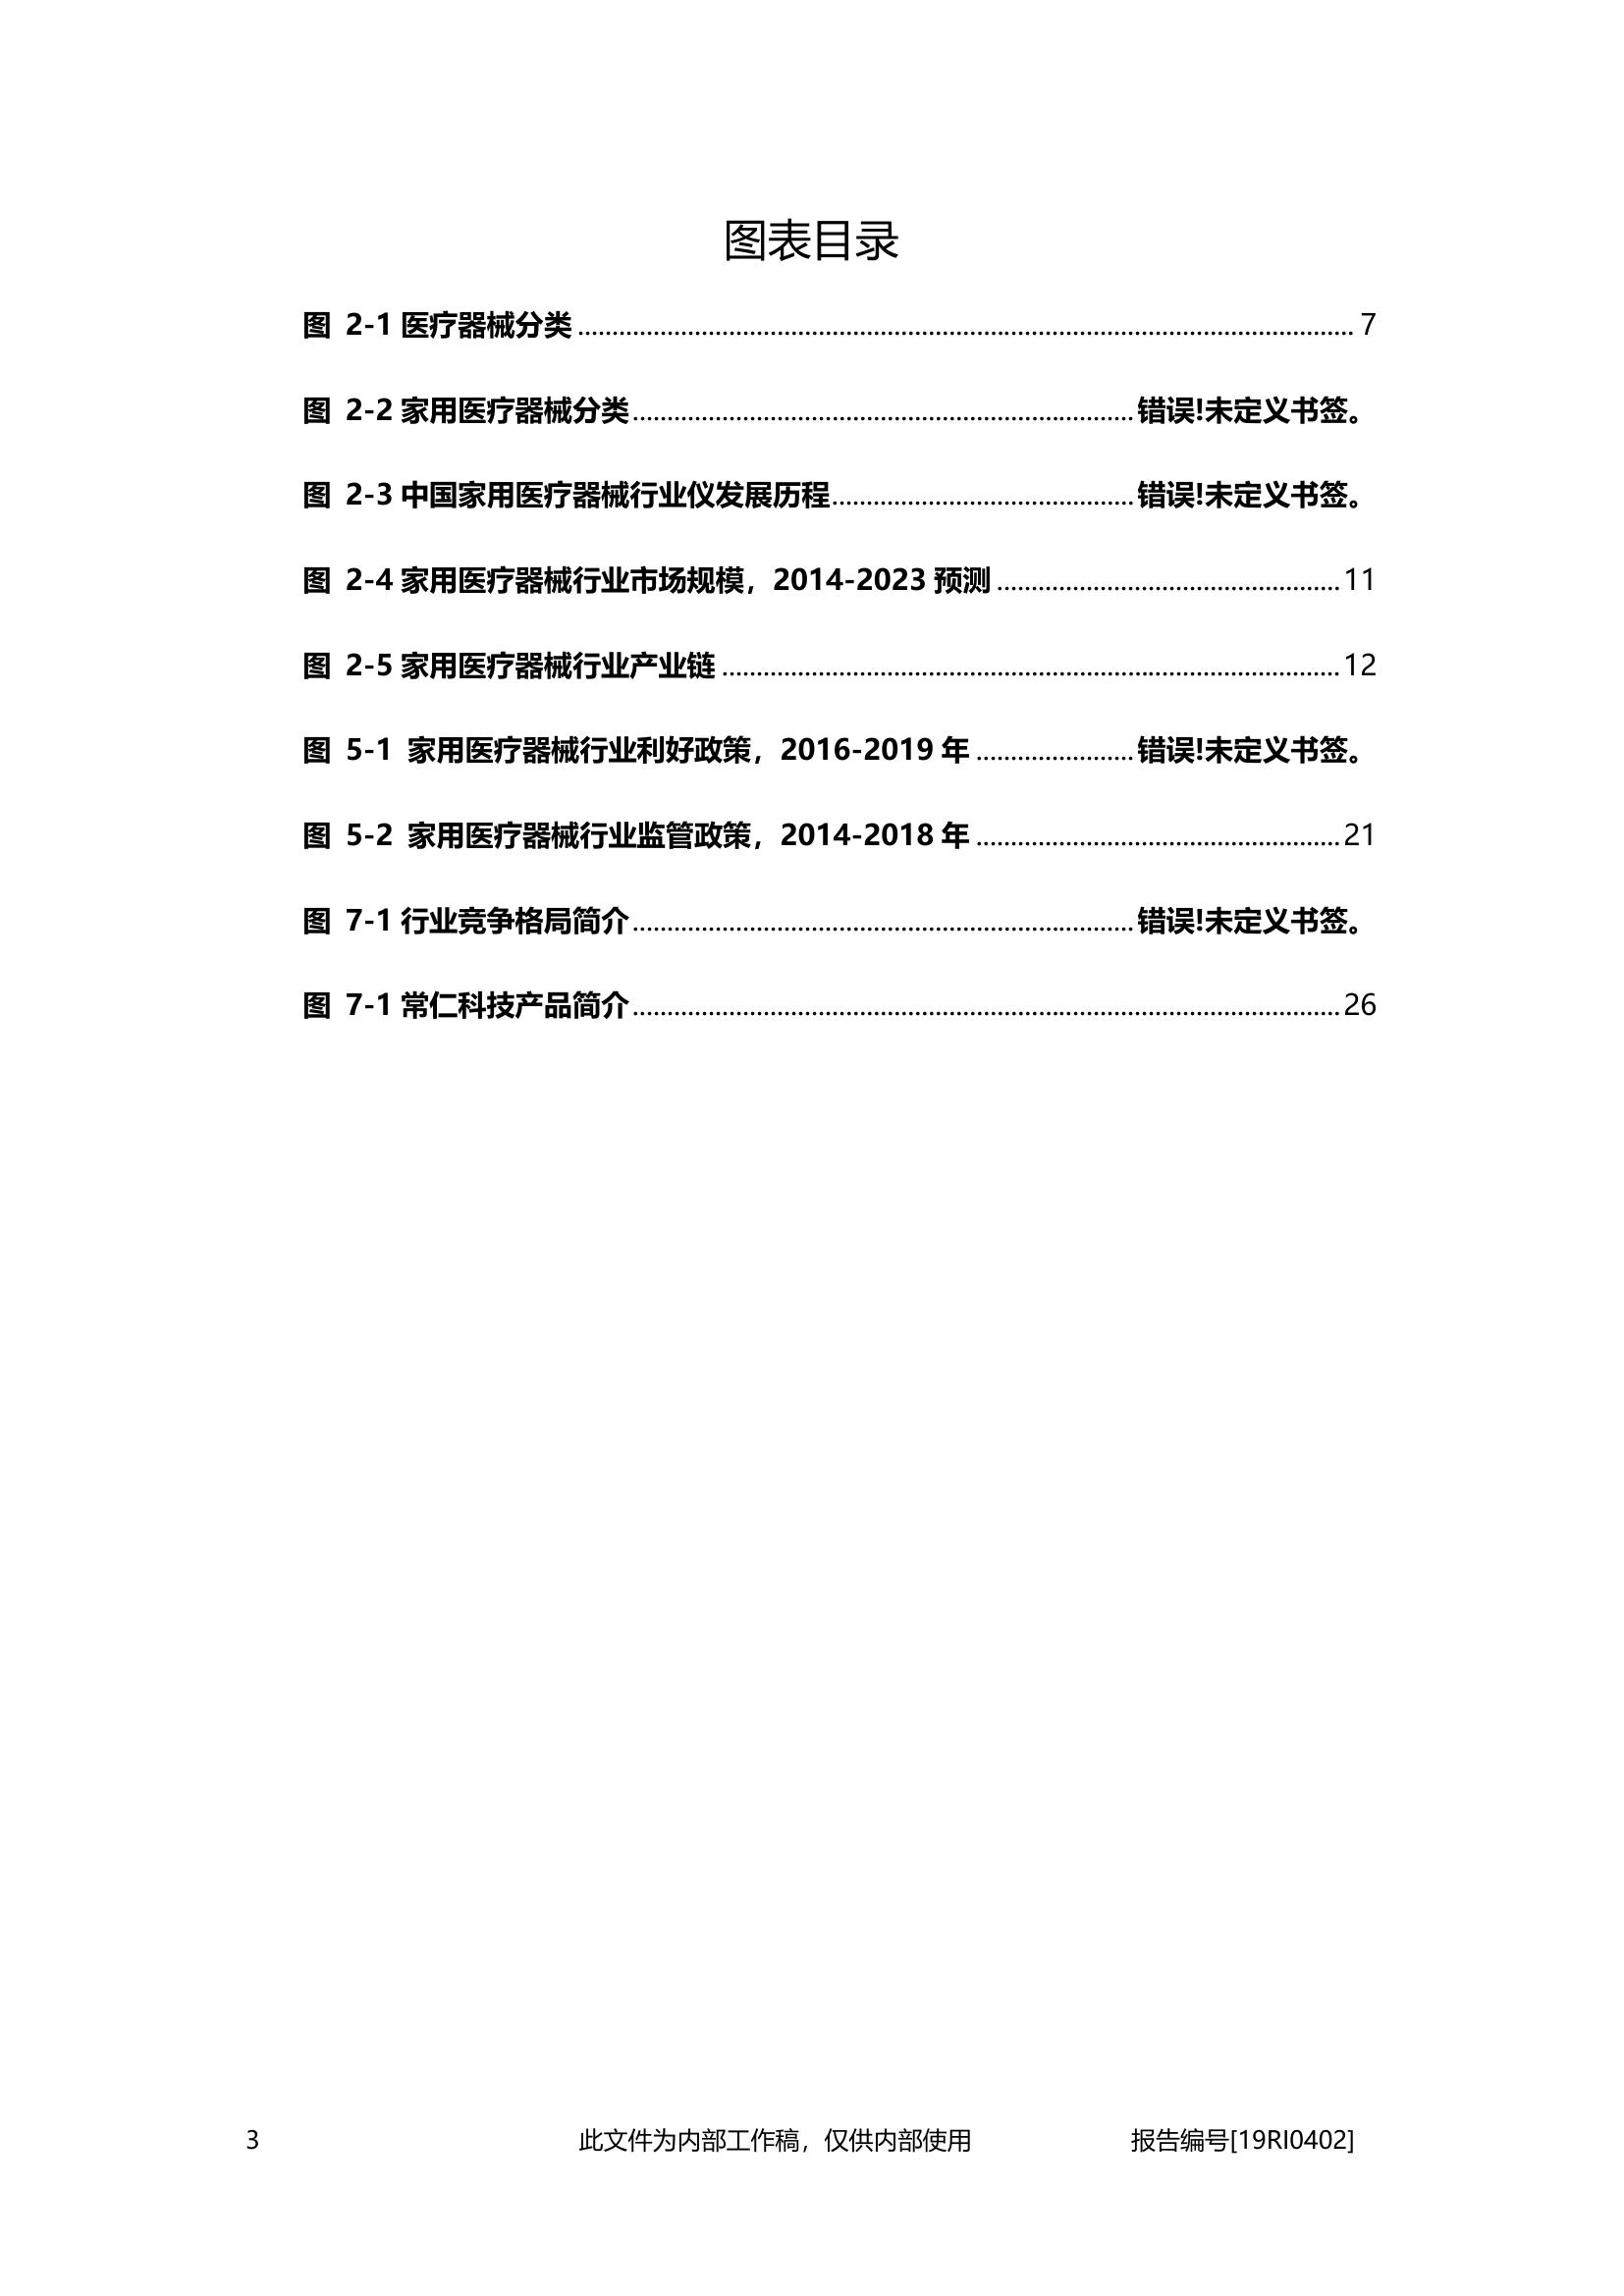 图表目录
图 2-1 医疗器械分类 ........ 7
图 2-2 家用医疗器械分类 ........ 错误!未定义书签。
图 2-3 中国家用医疗器械行业仪发展历程 ........ 错误!未定义书签。
图 2-4 家用医疗器械行业市场规模，2014-2023 预测 ........ 11
图 2-5 家用医疗器械行业产业链 ........ 12
图 5-1 家用医疗器械行业利好政策，2016-2019 年 ........ 错误!未定义书签。
图 5-2 家用医疗器械行业监管政策，2014-2018 年 ........ 21
图 7-1 行业竞争格局简介 ........ 错误!未定义书签。
图 7-1 常仁科技产品简介 ........ 26
3 此文件为内部工作稿，仅供内部使用 报告编号[19RI0402]